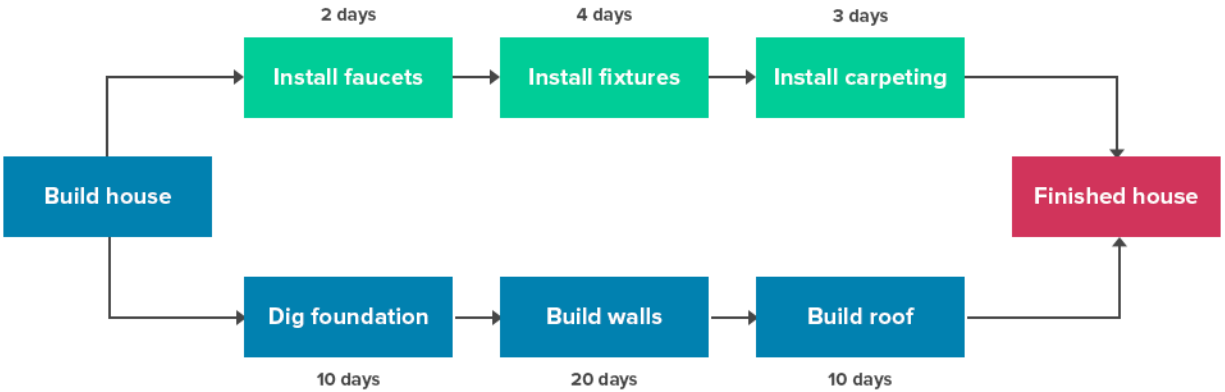 2 days
4 days
3 days
Install faucets
Install fixtures
Install carpeting
Build house
Finished house
Dig foundation
Build walls
Build roof
10 days
20 days
10 days